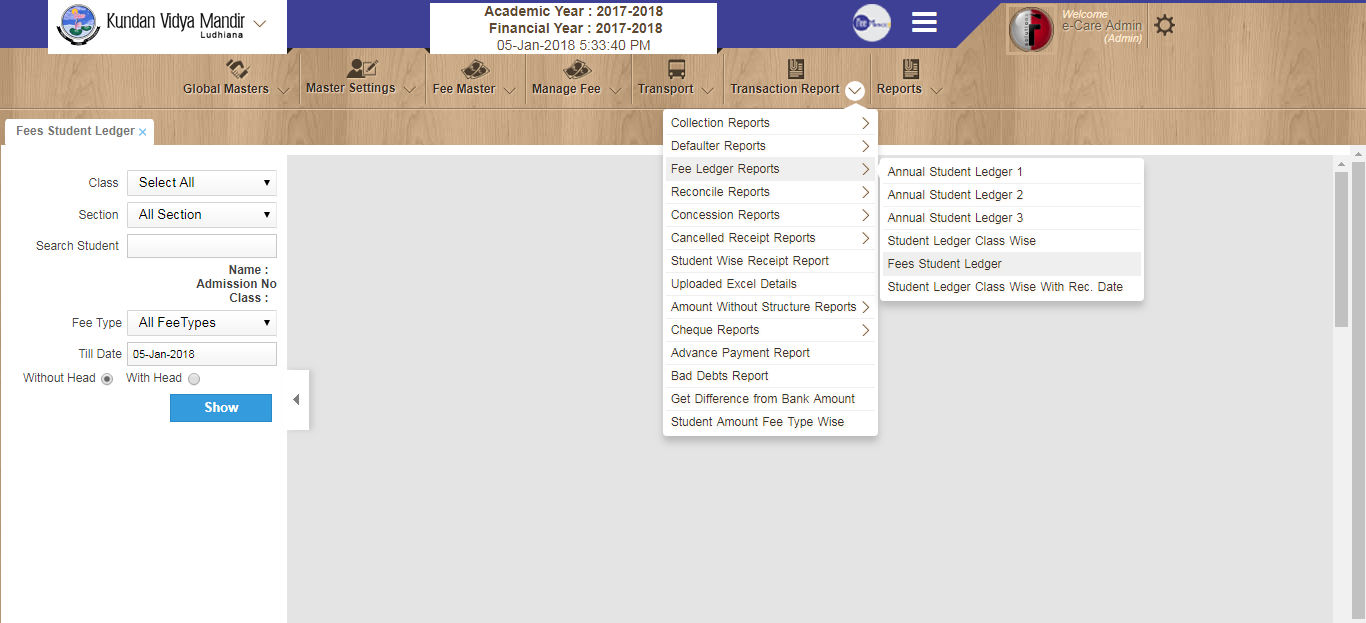 Kundan Vidya Mandir
Ludhiana
Academic Year : 2017-2018
Financial Year : 2017-2018
05-Jan-2018 5:33:40 PM
Welcome
e-Care Admin
(Admin)
Global Masters
Master Settings
Fee Master
Manage Fee
Transport
Transaction Report
Reports
Fees Student Ledger ×
Class Select All
Section All Section
Search Student
Name :
Admission No
Class :
Fee Type All FeeTypes
Till Date 05-Jan-2018
Without Head With Head
Show
Collection Reports
Defaulter Reports
Fee Ledger Reports
Reconcile Reports
Concession Reports
Cancelled Receipt Reports
Student Wise Receipt Report
Uploaded Excel Details
Amount Without Structure Reports
Cheque Reports
Advance Payment Report
Bad Debts Report
Get Difference from Bank Amount
Student Amount Fee Type Wise
Annual Student Ledger 1
Annual Student Ledger 2
Annual Student Ledger 3
Student Ledger Class Wise
Fees Student Ledger
Student Ledger Class Wise With Rec. Date